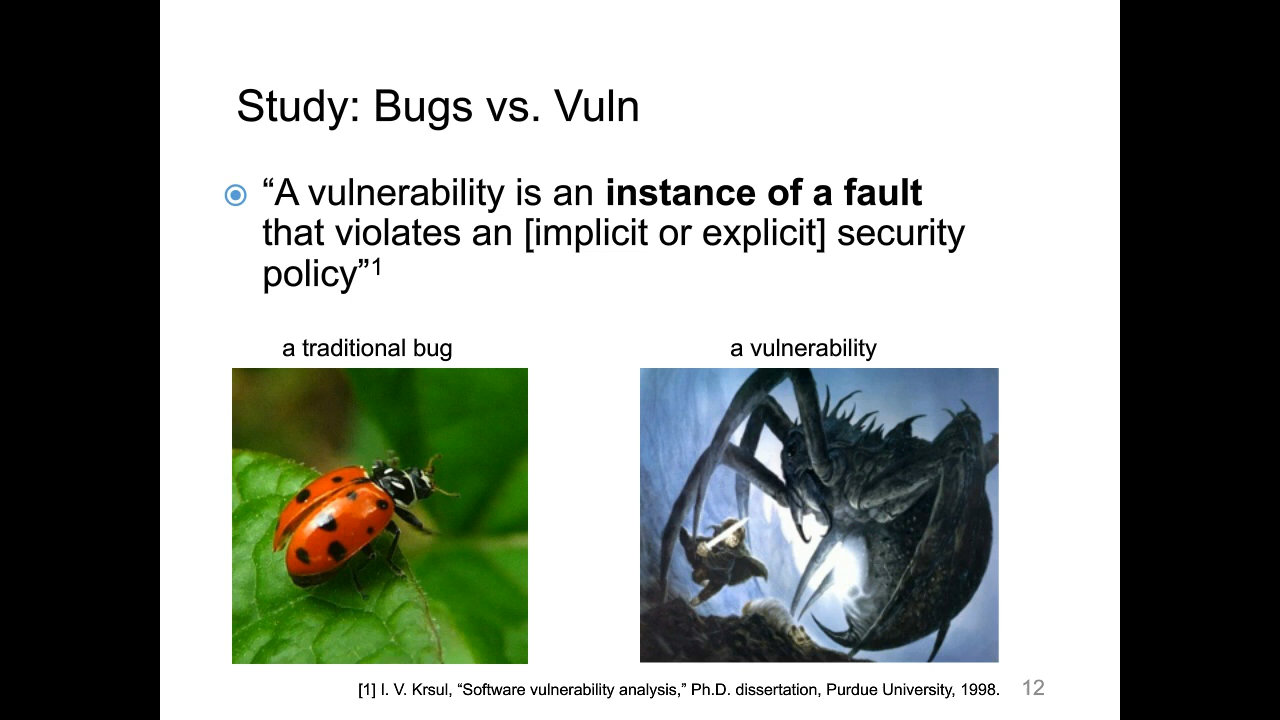 Study: Bugs vs. Vuln
“A vulnerability is an instance of a fault
that violates an [implicit or explicit] security
policy”1
a traditional bug
a vulnerability
[1] I. V. Krsul, “Software vulnerability analysis,” Ph.D. dissertation, Purdue University, 1998.
12